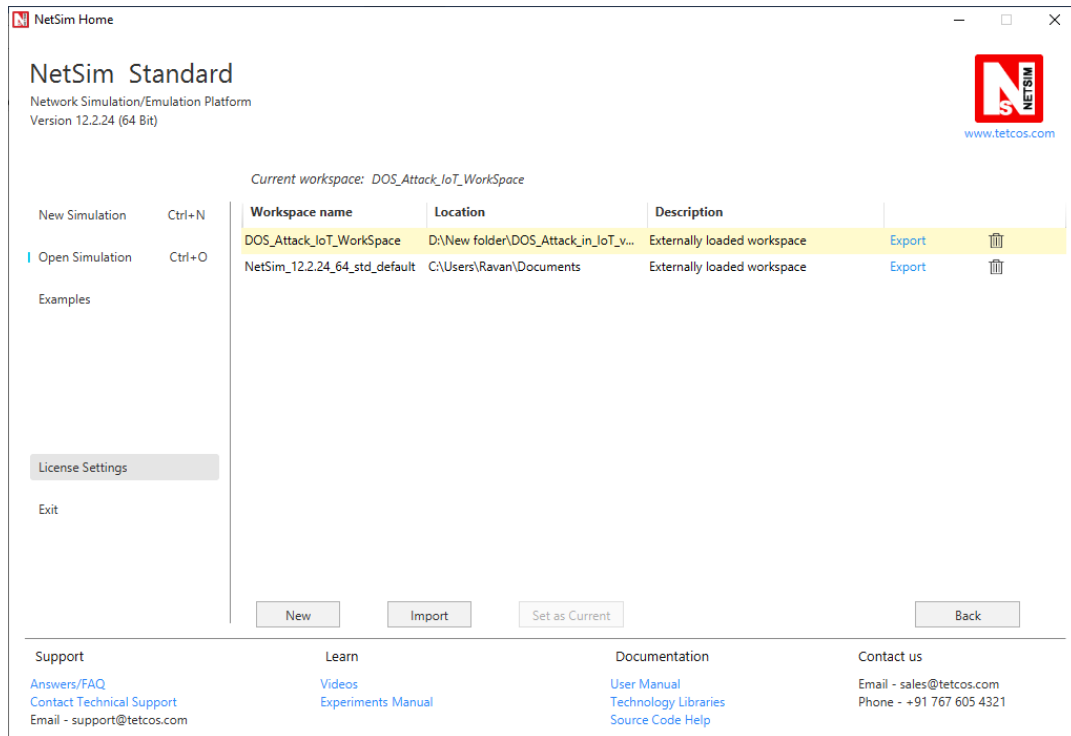 NetSim Home
NetSim Standard
Network Simulation/Emulation Platform
Version 12.2.24 (64 Bit)
N
S
NETSIM
www.tetcos.com
Current workspace: DOS_Attack_IoT_WorkSpace
New Simulation Ctrl+N
Open Simulation Ctrl+O
Examples
License Settings
Exit
Workspace name Location Description
DOS_Attack_IoT_WorkSpace D:\New folder\DOS_Attack_in_IoT_v... Externally loaded workspace Export
NetSim_12.2.24_64_std_default C:\Users\Ravan\Documents Externally loaded workspace Export
New Import Set as Current Back
Support
Answers/FAQ
Contact Technical Support
Email - support@tetcos.com
Learn
Videos
Experiments Manual
Documentation
User Manual
Technology Libraries
Source Code Help
Contact us
Email - sales@tetcos.com
Phone - +91 767 605 4321